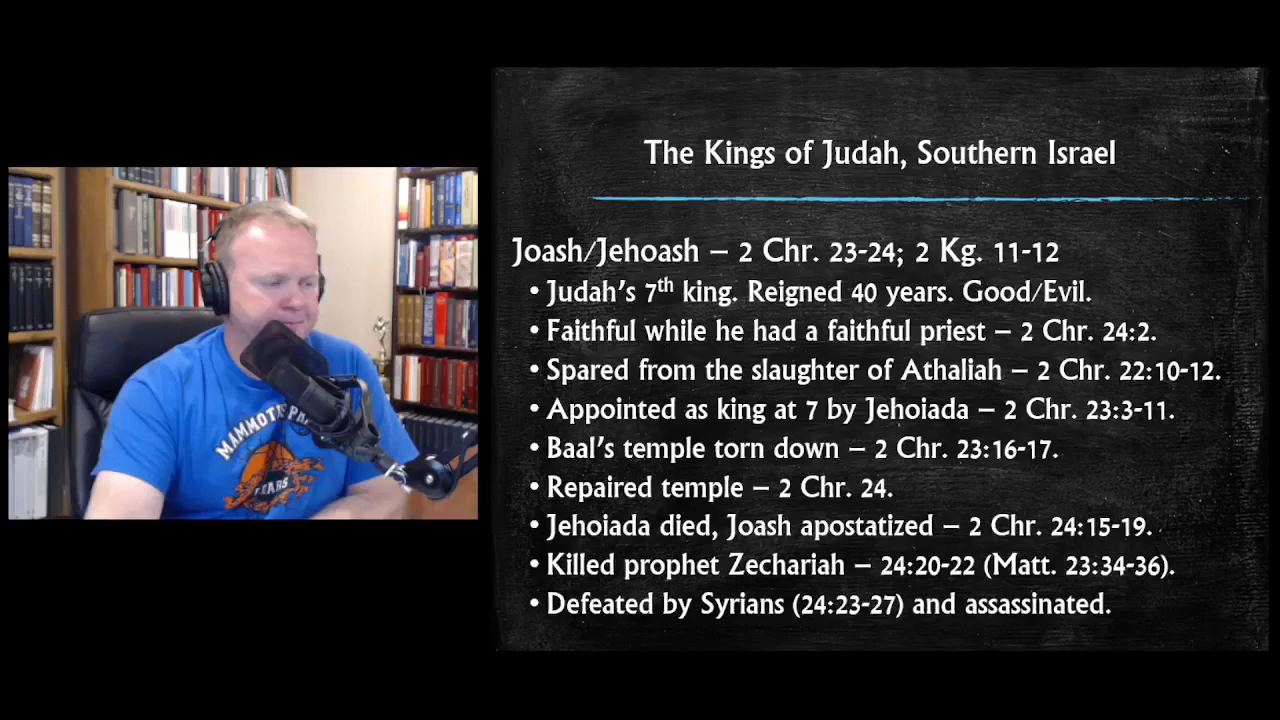 The Kings of Judah, Southern Israel
Joash/Jehoash – 2 Chr. 23-24; 2 Kg. 11-12
• Judah's 7th king. Reigned 40 years. Good/Evil.
• Faithful while he had a faithful priest – 2 Chr. 24:2.
• Spared from the slaughter of Athaliah – 2 Chr. 22:10-12.
• Appointed as king at 7 by Jehoiada – 2 Chr. 23:3-11.
• Baal's temple torn down – 2 Chr. 23:16-17.
• Repaired temple – 2 Chr. 24.
• Jehoiada died, Joash apostatized – 2 Chr. 24:15-19.
• Killed prophet Zechariah – 24:20-22 (Matt. 23:34-36).
• Defeated by Syrians (24:23-27) and assassinated.
MAMMOTH